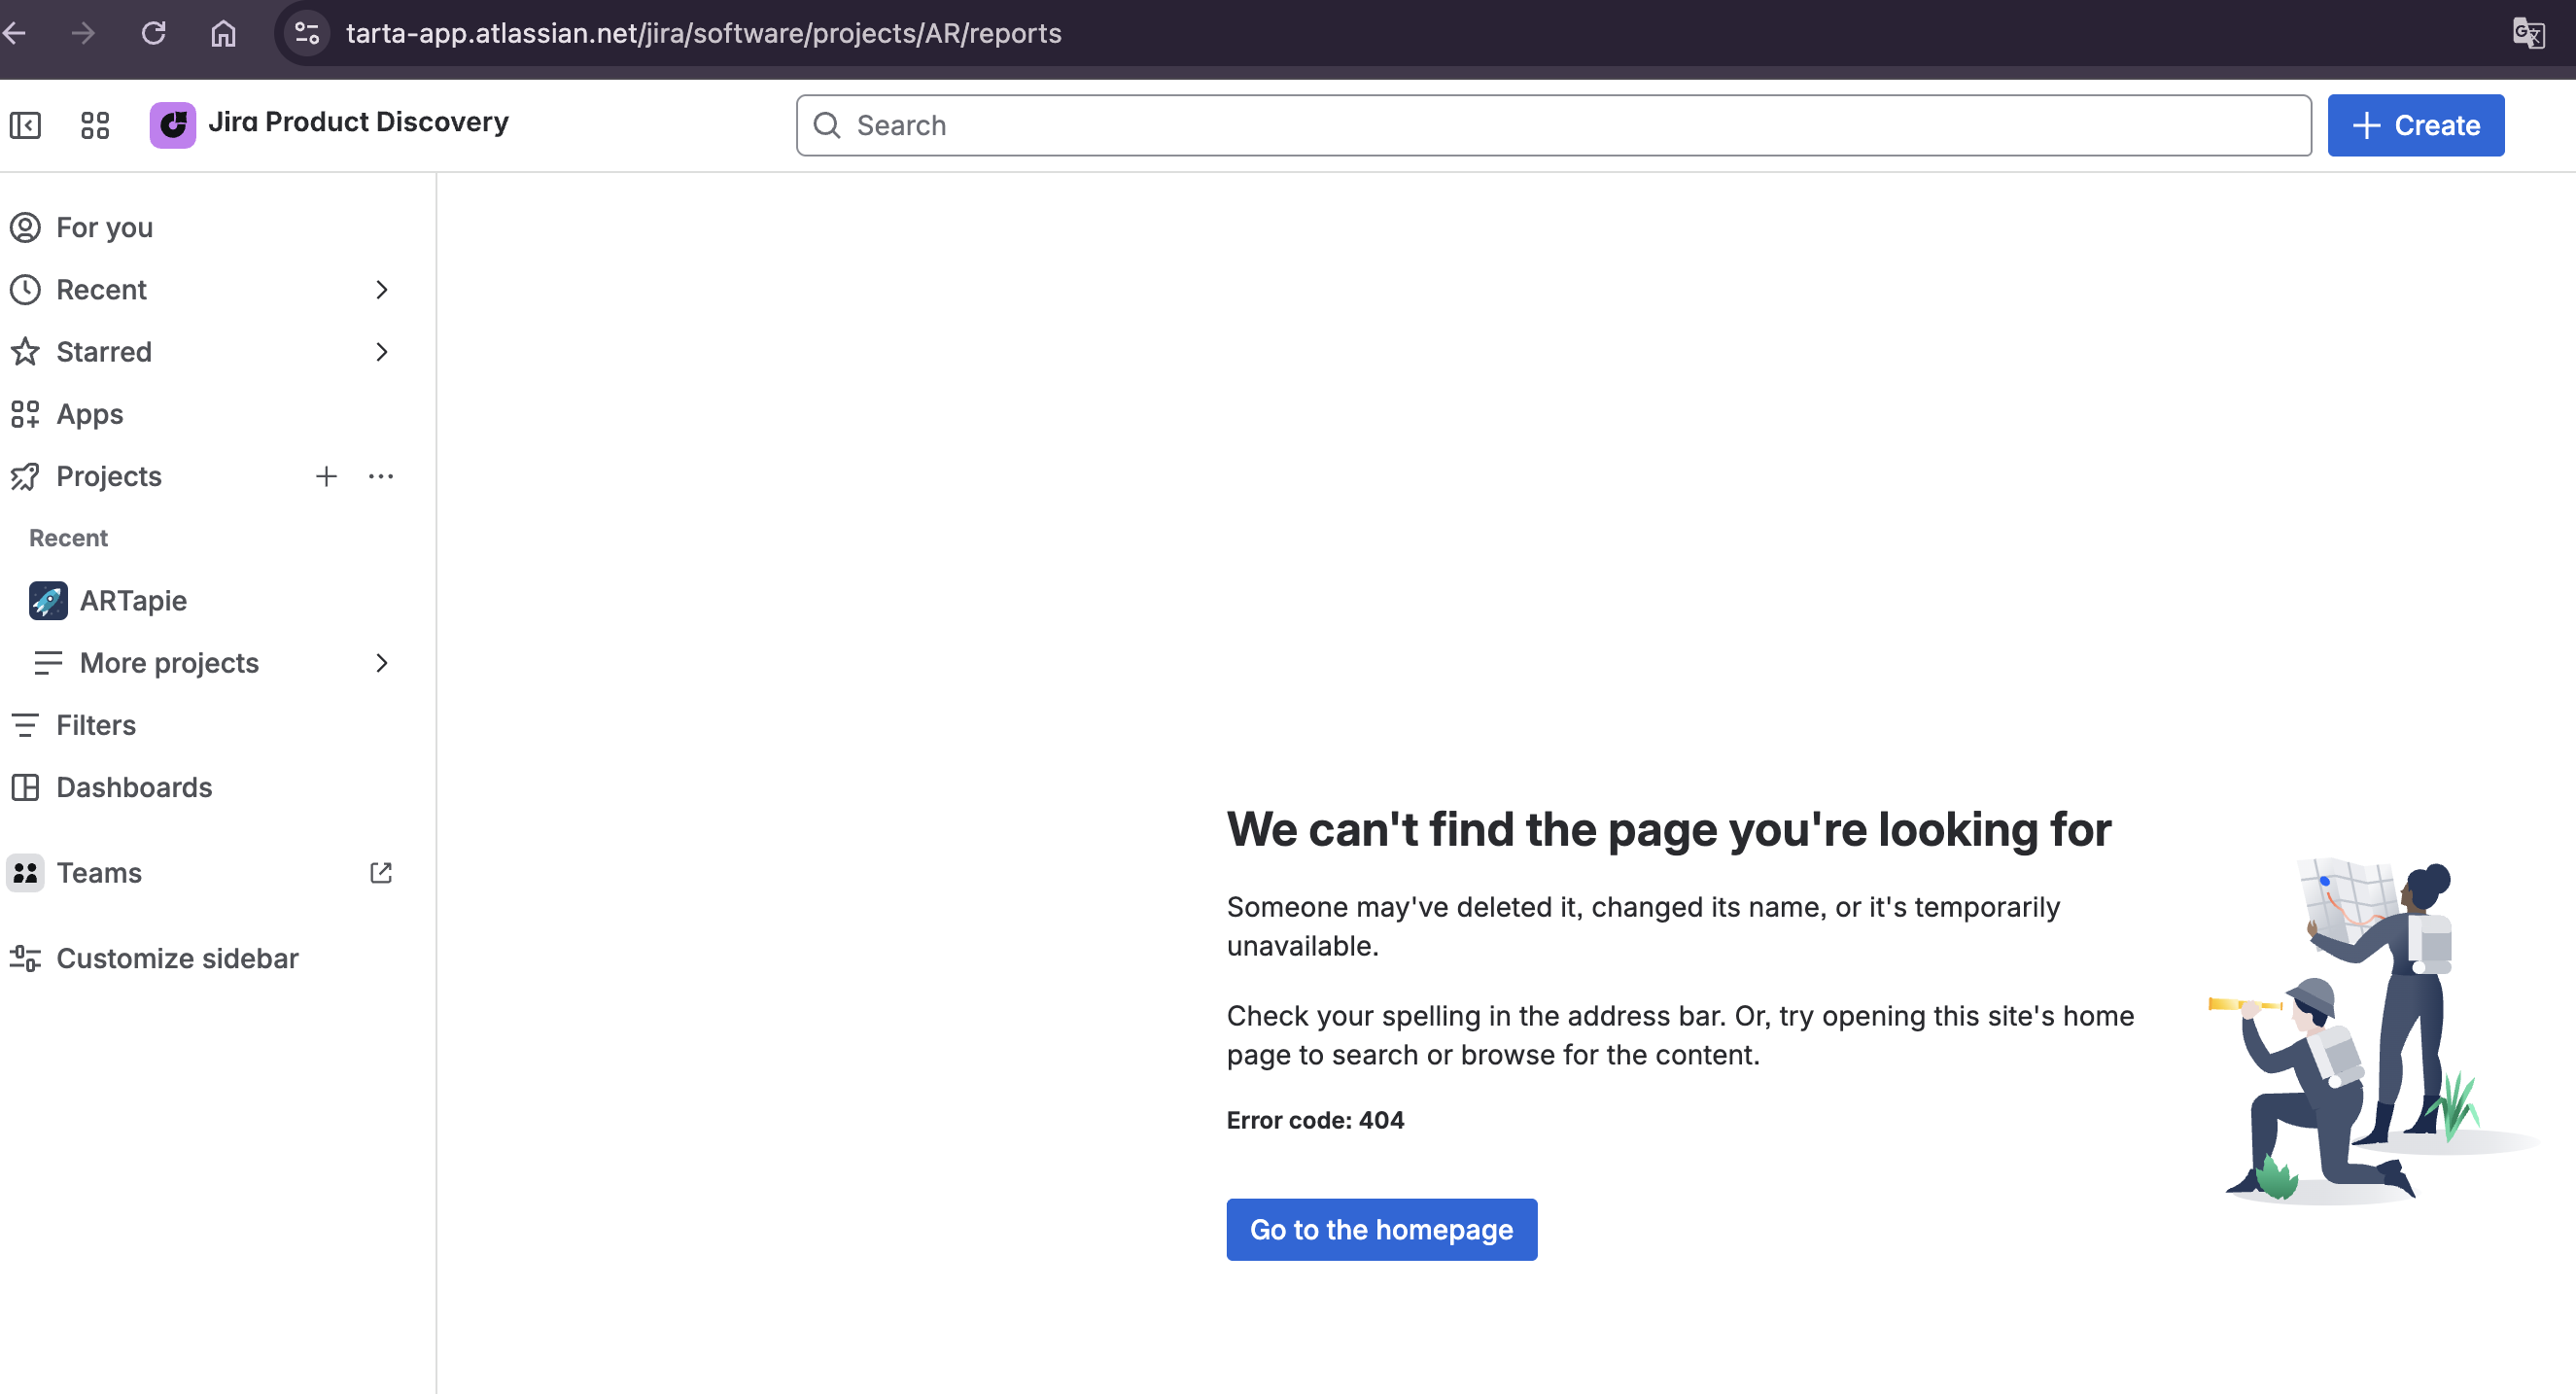 tarta-app.atlassian.net/jira/software/projects/AR/reports
Jira Product Discovery
Search
Create
For you
Recent
Starred
Apps
Projects
Recent
ARTapie
More projects
Filters
Dashboards
Teams
Customize sidebar
We can't find the page you're looking for
Someone may've deleted it, changed its name, or it's temporarily
unavailable.
Check your spelling in the address bar. Or, try opening this site's home
page to search or browse for the content.
Error code: 404
Go to the homepage